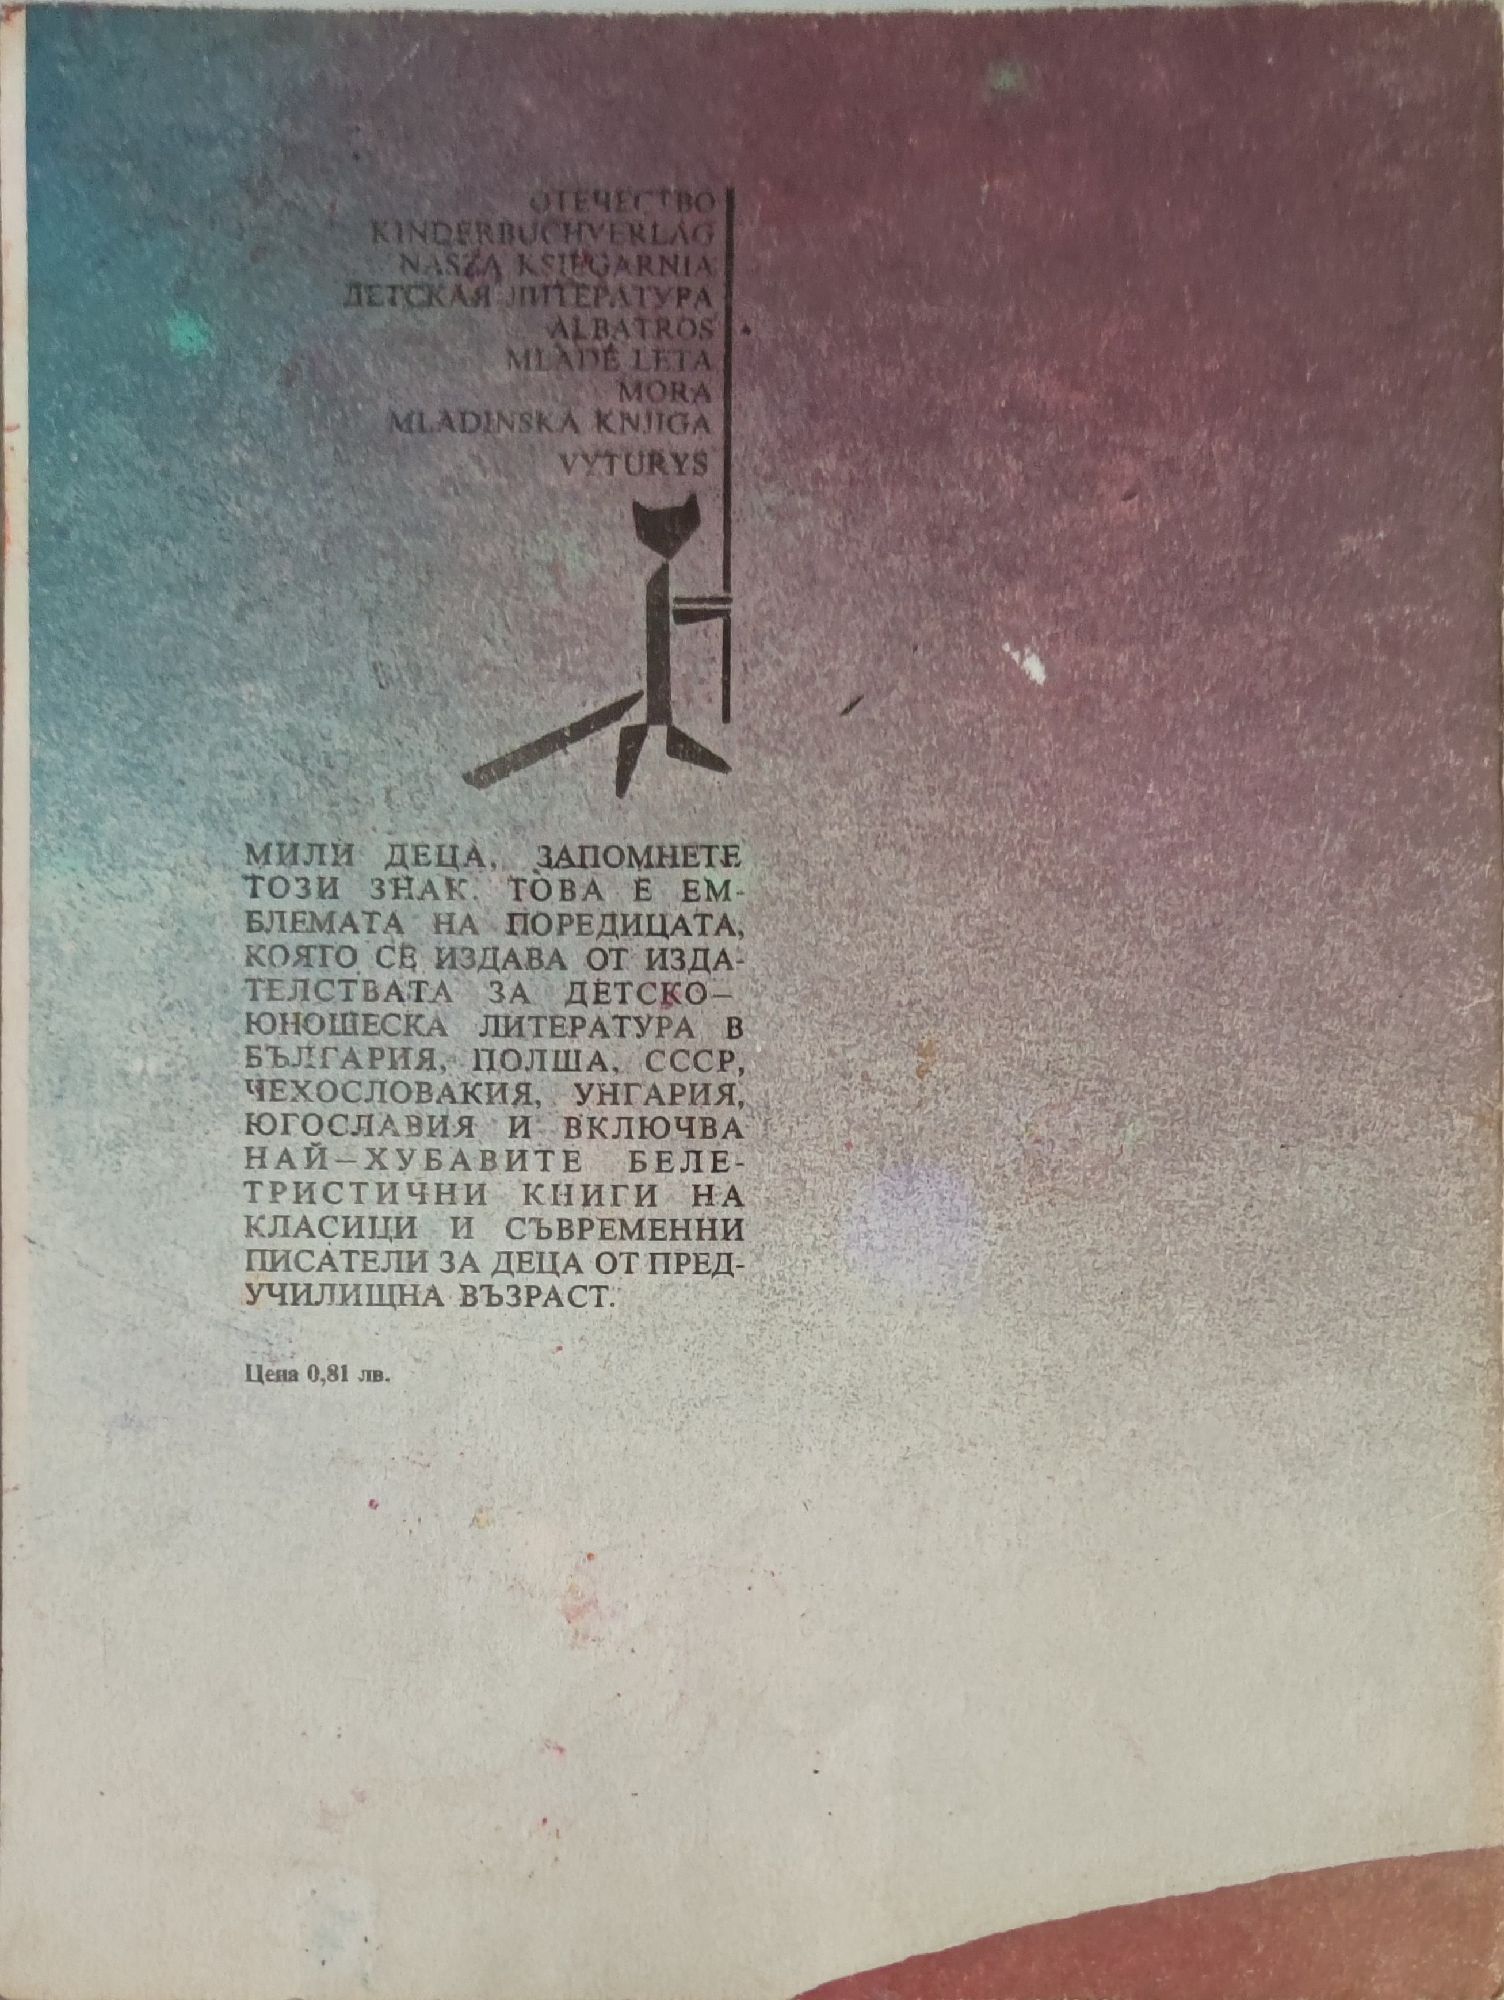 ОТЕЧЕСТВО
KINDERBUCHVERLAG
NASZA KSIĘGARNIA
ДЕТСКАЯ ЛИТЕРАТУРА
ALBATROS
MLADÉ LETÁ
MÓRA
MLADINSKA KNJIGA
VYTURYS
МИЛИ ДЕЦА, ЗАПОМНЕТЕ
ТОЗИ ЗНАК. ТОВА Е ЕМ-
БЛЕМАТА НА ПОРЕДИЦАТА,
КОЯТО СЕ ИЗДАВА ОТ ИЗДА-
ТЕЛСТВАТА ЗА ДЕТСКО-
ЮНОШЕСКА ЛИТЕРАТУРА В
БЪЛГАРИЯ, ПОЛША, СССР,
ЧЕХОСЛОВАКИЯ, УНГАРИЯ,
ЮГОСЛАВИЯ И ВКЛЮЧВА
НАЙ-ХУБАВИТЕ БЕЛЕ-
ТРИСТИЧНИ КНИГИ НА
КЛАСИЦИ И СЪВРЕМЕННИ
ПИСАТЕЛИ ЗА ДЕЦА ОТ ПРЕД-
УЧИЛИЩНА ВЪЗРАСТ.
Цена 0,81 лв.